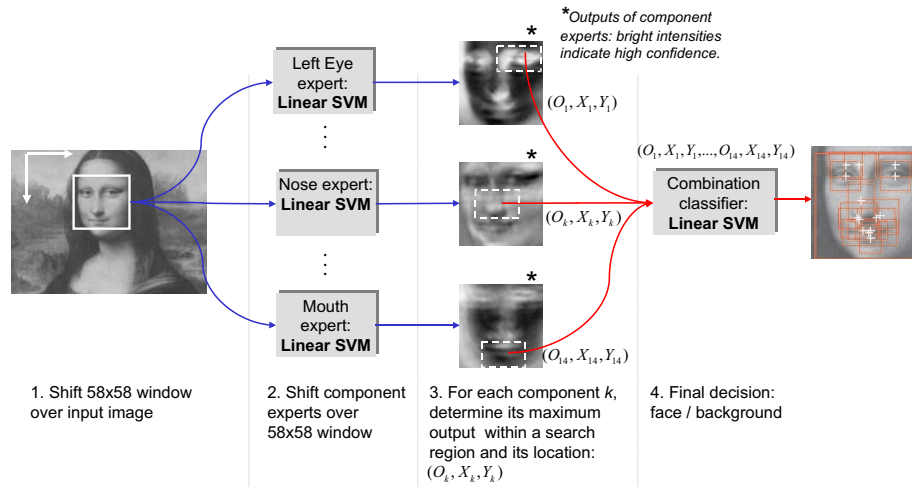 *Outputs of component
experts: bright intensities
indicate high confidence.
Left Eye
expert:
Linear SVM
*
(O₁, X₁, Y₁)
⋮
Nose expert:
Linear SVM
*
(Oₖ, Xₖ, Yₖ)
(O₁, X₁, Y₁,..., O₁₄, X₁₄, Y₁₄)
Combination
classifier:
Linear SVM
⋮
Mouth
expert:
Linear SVM
*
(O₁₄, X₁₄, Y₁₄)
1. Shift 58x58 window
over input image
2. Shift component
experts over
58x58 window
3. For each component k,
determine its maximum
output within a search
region and its location:
(Oₖ, Xₖ, Yₖ)
4. Final decision:
face / background